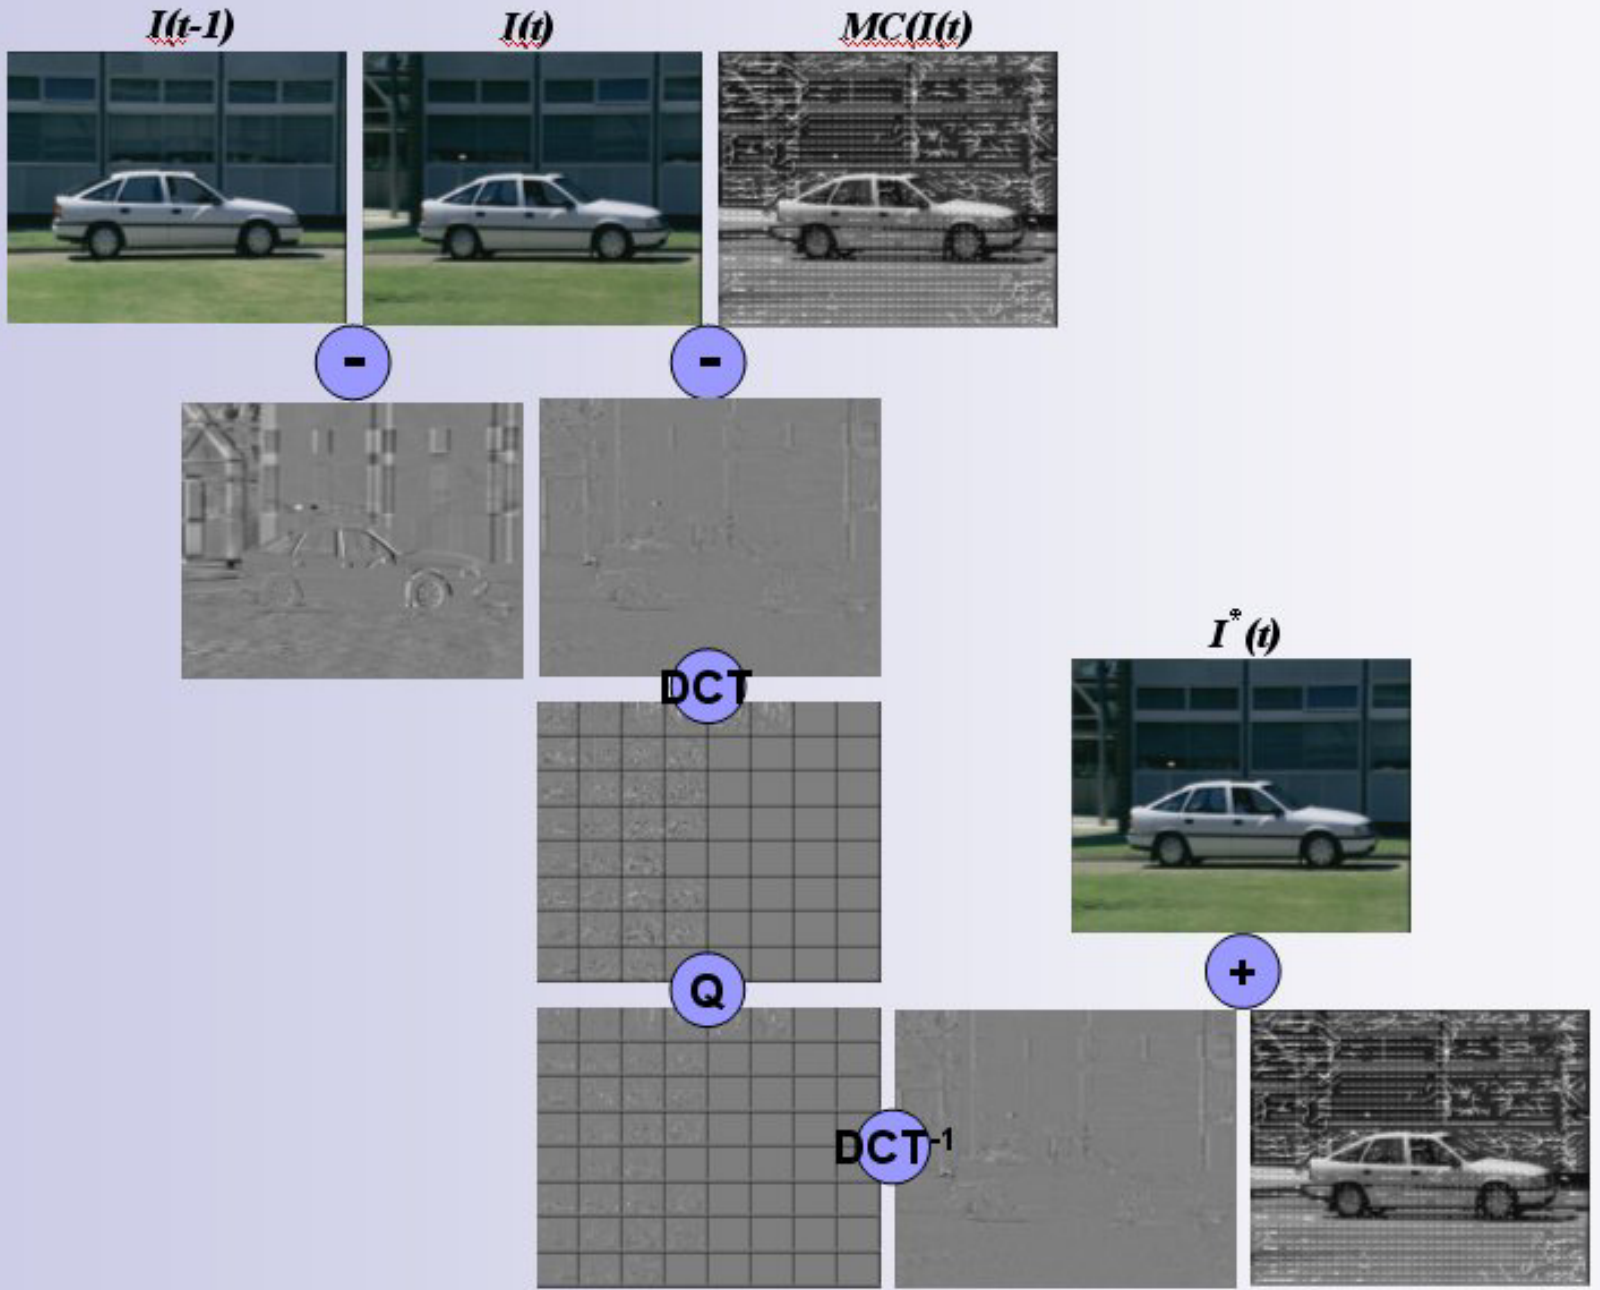 I(t-1)
I(t)
MC(I(t)
-
-
DCT
I*(t)
+
Q
DCT-1